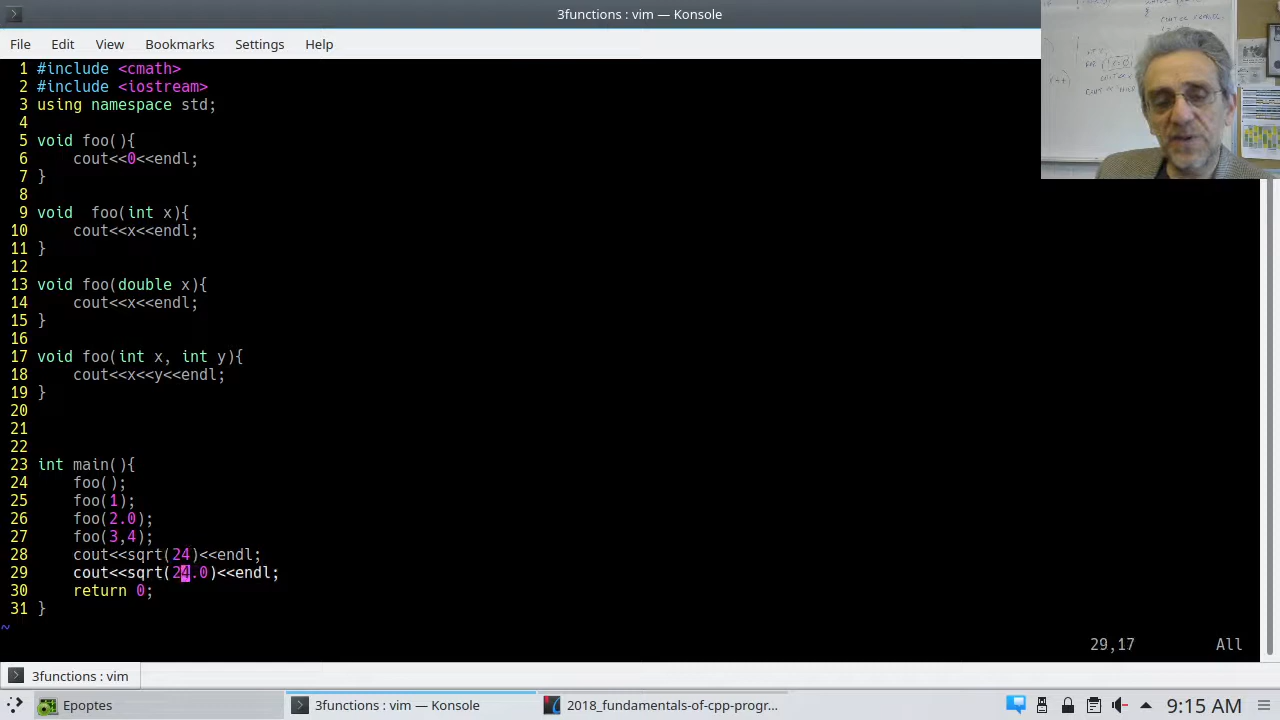 3functions : vim — Konsole
File Edit View Bookmarks Settings Help
1 #include <cmath>
2 #include <iostream>
3 using namespace std;
4
5 void foo(){
6     cout<<0<<endl;
7 }
8
9 void  foo(int x){
10     cout<<x<<endl;
11 }
12
13 void foo(double x){
14     cout<<x<<endl;
15 }
16
17 void foo(int x, int y){
18     cout<<x<<y<<endl;
19 }
20
21
22
23 int main(){
24     foo();
25     foo(1);
26     foo(2.0);
27     foo(3,4);
28     cout<<sqrt(24)<<endl;
29     cout<<sqrt(24.0)<<endl;
30     return 0;
31 }
~
29,17 All
3functions : vim
Epoptes
3functions : vim — Konsole
2018_fundamentals-of-cpp-progr...
9:15 AM